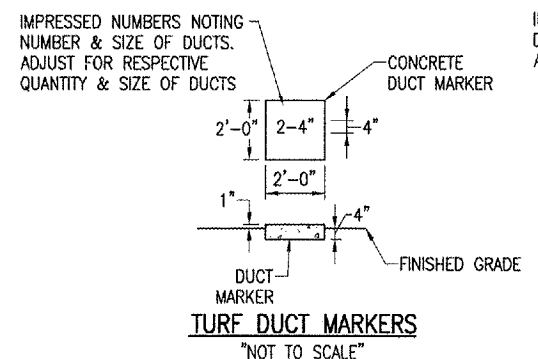 IMPRESSED NUMBERS NOTING
NUMBER & SIZE OF DUCTS.
ADJUST FOR RESPECTIVE
QUANTITY & SIZE OF DUCTS
CONCRETE
DUCT MARKER
2'-0"
2-4"
4"
2'-0"
1"
4"
FINISHED GRADE
DUCT
MARKER
TURF DUCT MARKERS
"NOT TO SCALE"